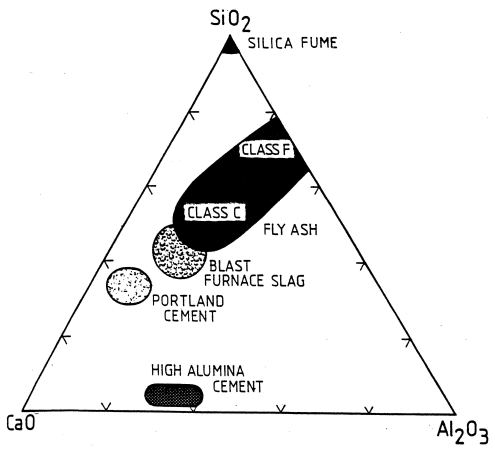 SiO2
SILICA FUME
CLASS F
CLASS C
FLY ASH
BLAST
FURNACE SLAG
PORTLAND
CEMENT
HIGH ALUMINA
CEMENT
CaO
Al2O3